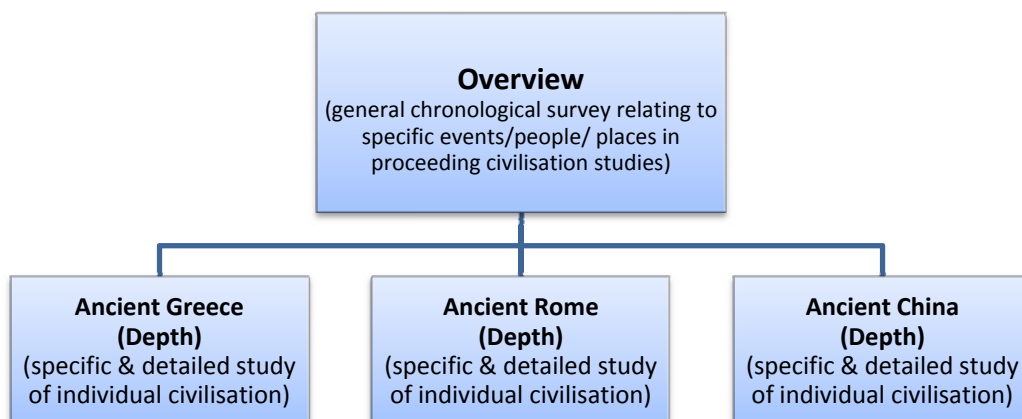 Overview
(general chronological survey relating to
specific events/people/ places in
proceeding civilisation studies)
Ancient Greece
(Depth)
(specific & detailed study
of individual civilisation)
Ancient Rome
(Depth)
(specific & detailed study
of individual civilisation)
Ancient China
(Depth)
(specific & detailed study
of individual civilisation)